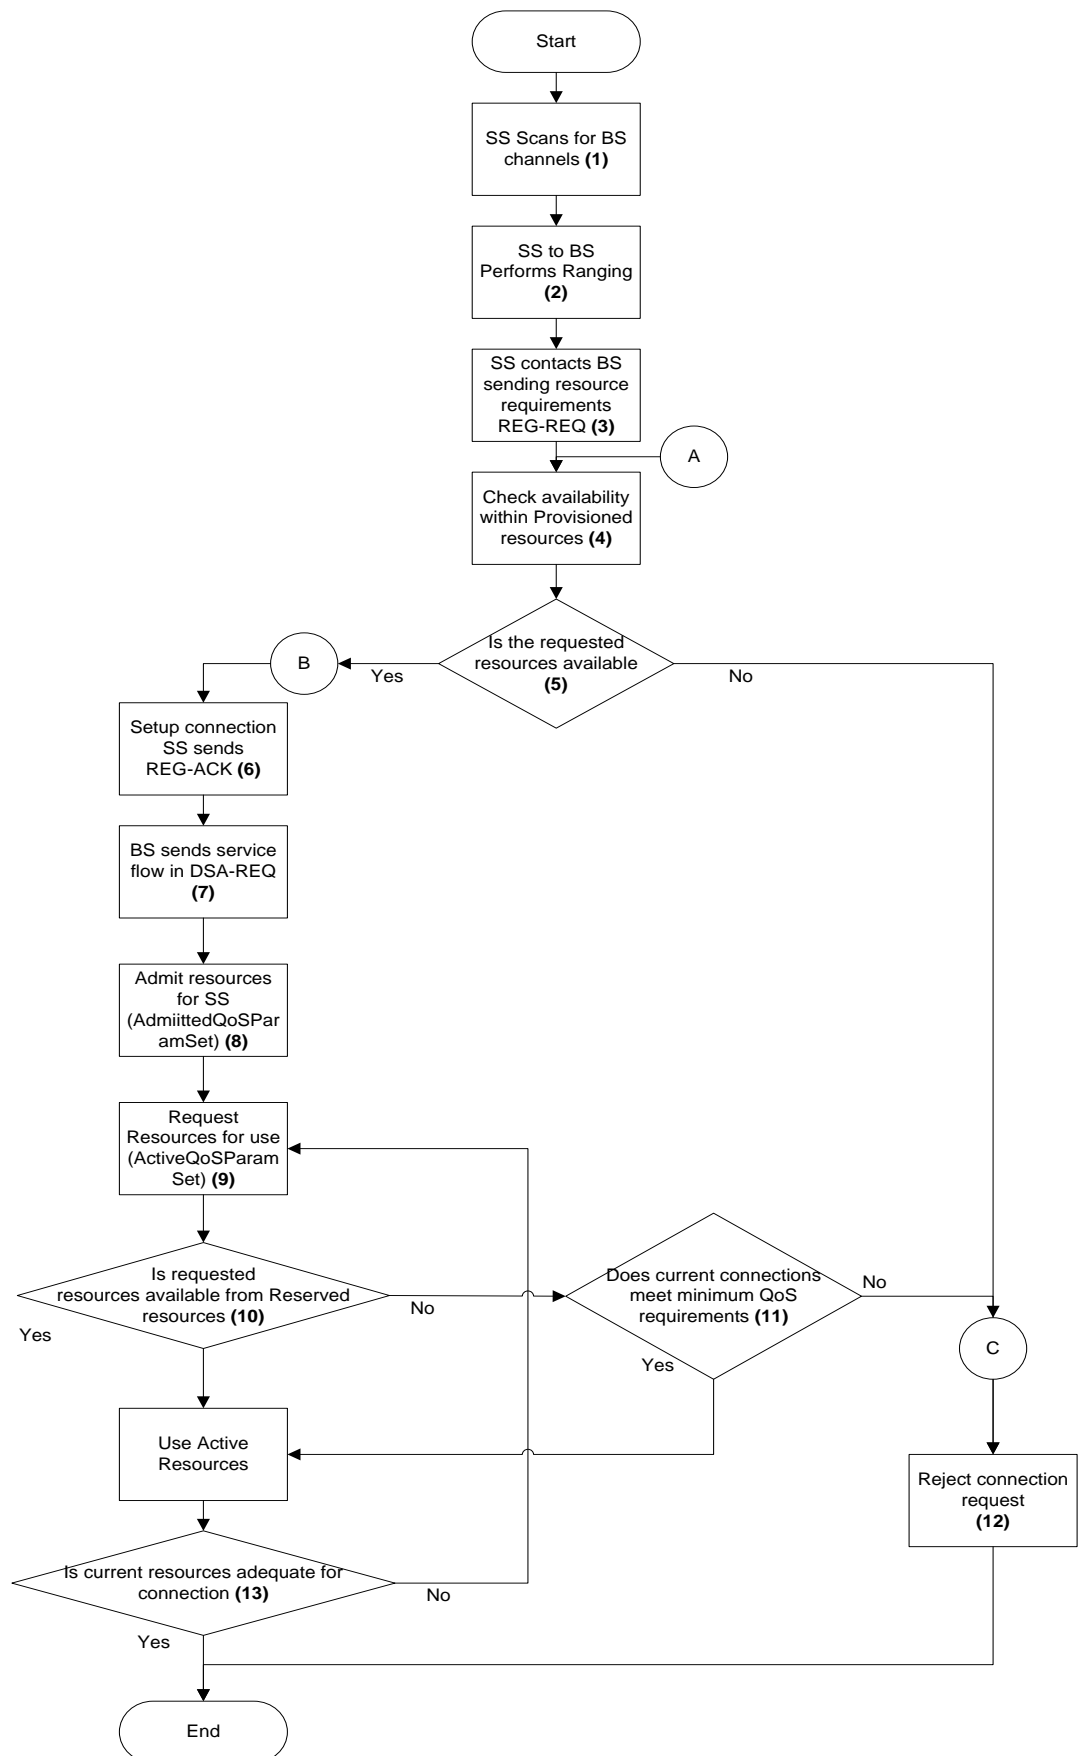 Start
SS Scans for BS
channels (1)
SS to BS
Performs Ranging
(2)
SS contacts BS
sending resource
requirements
REG-REQ (3)
A
Check availability
within Provisioned
resources (4)
Is the requested
resources available
(5)
B
Yes
No
Setup connection
SS sends
REG-ACK (6)
BS sends service
flow in DSA-REQ
(7)
Admit resources
for SS
(AdmiittedQoSPar
amSet) (8)
Request
Resources for use
(ActiveQoSParam
Set) (9)
Is requested
resources available from Reserved
resources (10)
No
Yes
Does current connections
meet minimum QoS
requirements (11)
No
Yes
C
Use Active
Resources
Reject connection
request
(12)
Is current resources adequate for
connection (13)
No
Yes
End